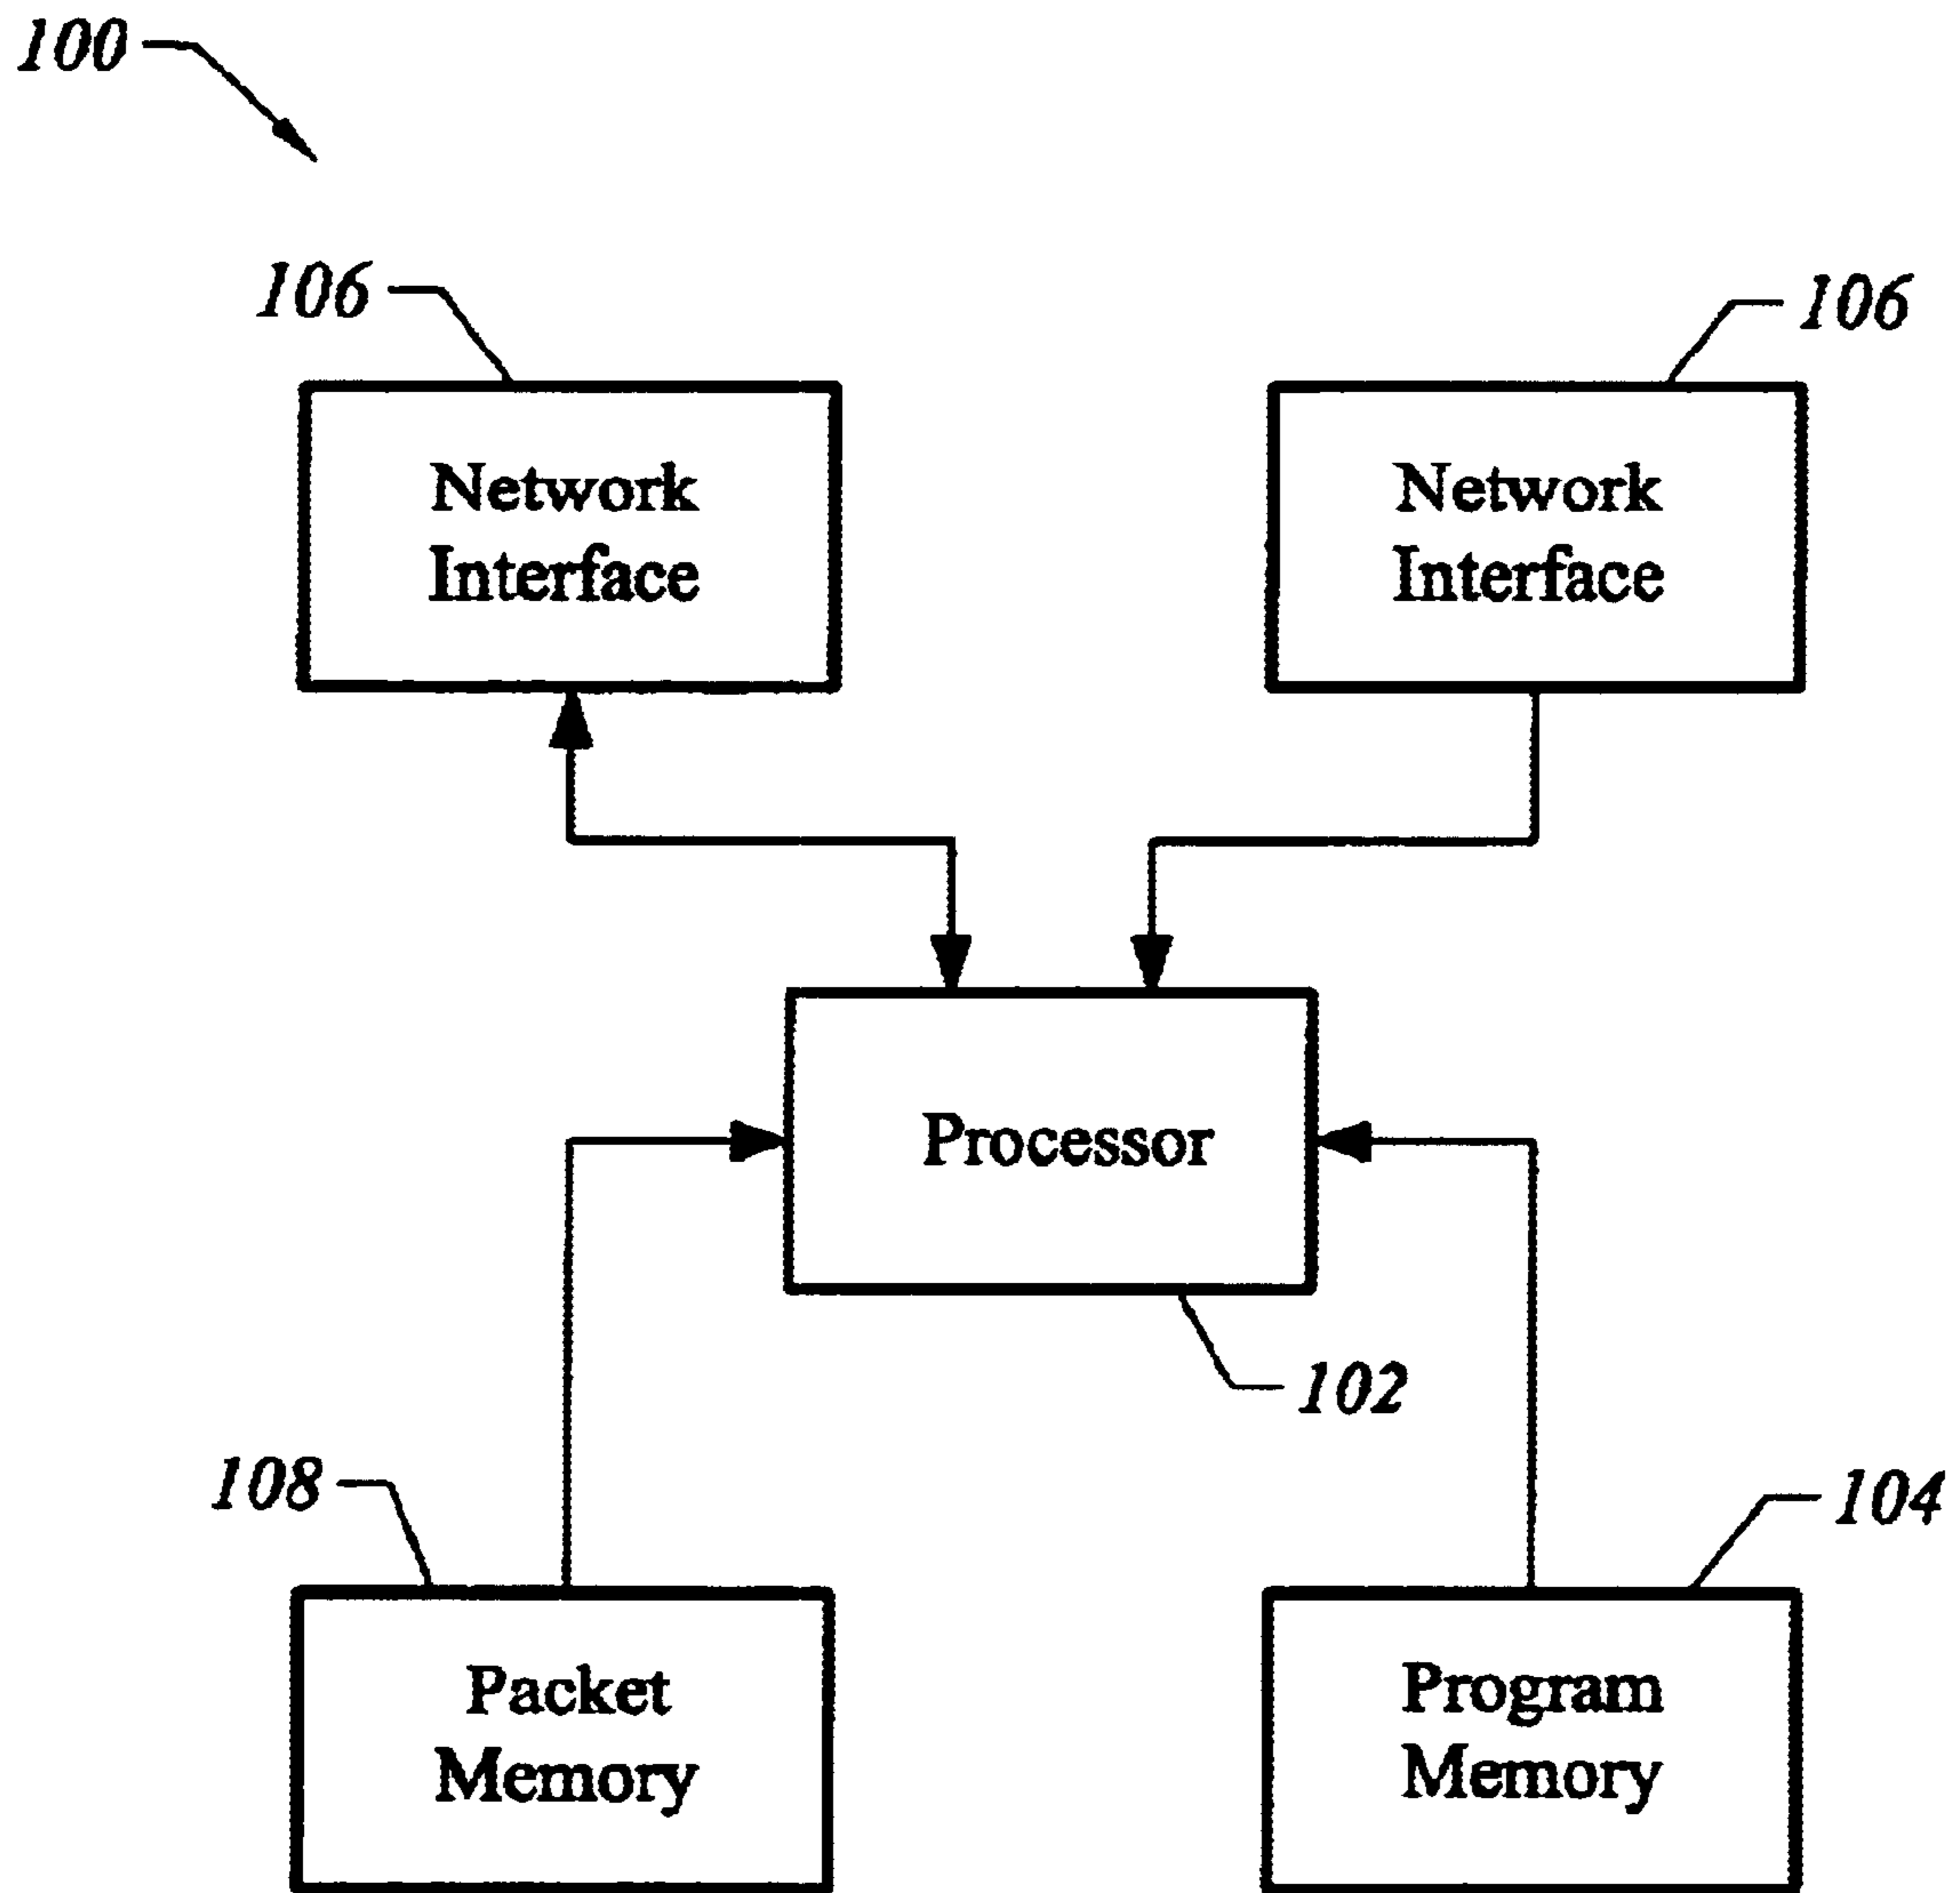 100
106
106
Network
Interface
Network
Interface
Processor
102
108
104
Packet
Memory
Program
Memory